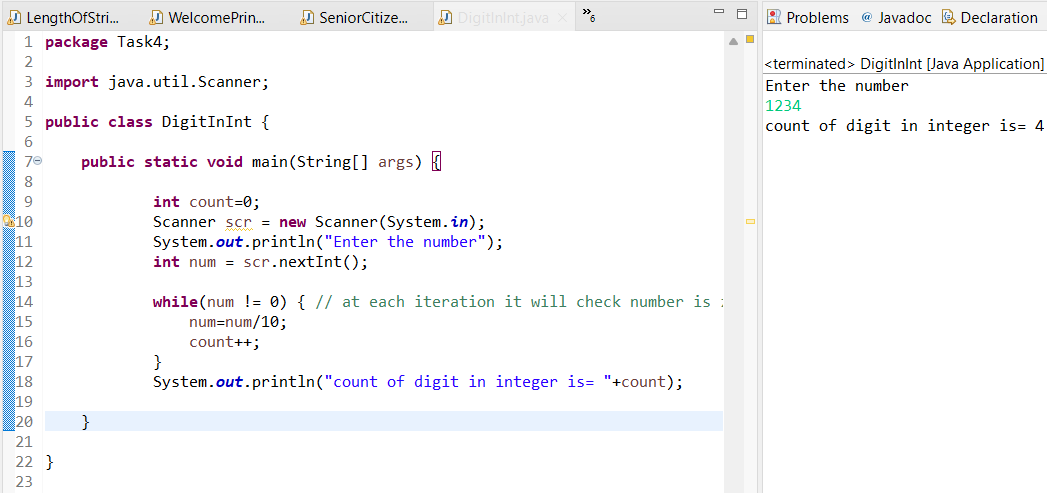 LengthOfStri... WelcomePrin... SeniorCitize... DigitInInt.java »6
1 package Task4;
2
3 import java.util.Scanner;
4
5 public class DigitInInt {
6
7 public static void main(String[] args) {
8
9 int count=0;
10 Scanner scr = new Scanner(System.in);
11 System.out.println("Enter the number");
12 int num = scr.nextInt();
13
14 while(num != 0) { // at each iteration it will check number is
15 num=num/10;
16 count++;
17 }
18 System.out.println("count of digit in integer is= "+count);
19
20 }
21
22 }
23
Problems @ Javadoc Declaration
<terminated> DigitInInt [Java Application]
Enter the number
1234
count of digit in integer is= 4